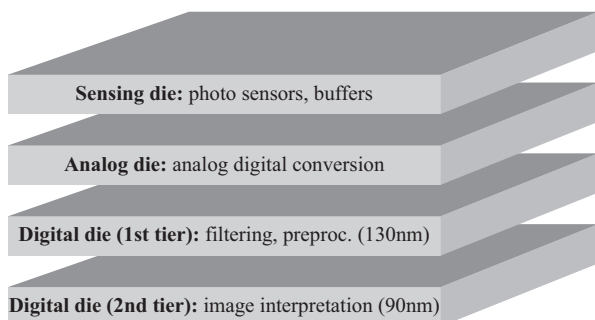 Sensing die: photo sensors, buffers
Analog die: analog digital conversion
Digital die (1st tier): filtering, preproc. (130nm)
Digital die (2nd tier): image interpretation (90nm)